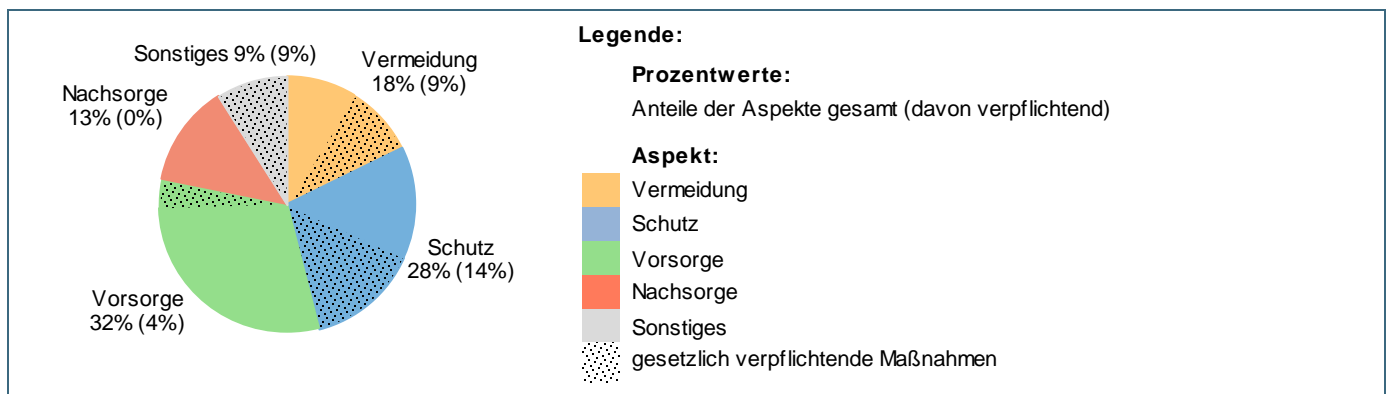 Sonstiges 9% (9%)
Vermeidung
18% (9%)
Nachsorge
13% (0%)
Schutz
28% (14%)
Vorsorge
32% (4%)
Legende:
Prozentwerte:
Anteile der Aspekte gesamt (davon verpflichtend)
Aspekt:
Vermeidung
Schutz
Vorsorge
Nachsorge
Sonstiges
gesetzlich verpflichtende Maßnahmen